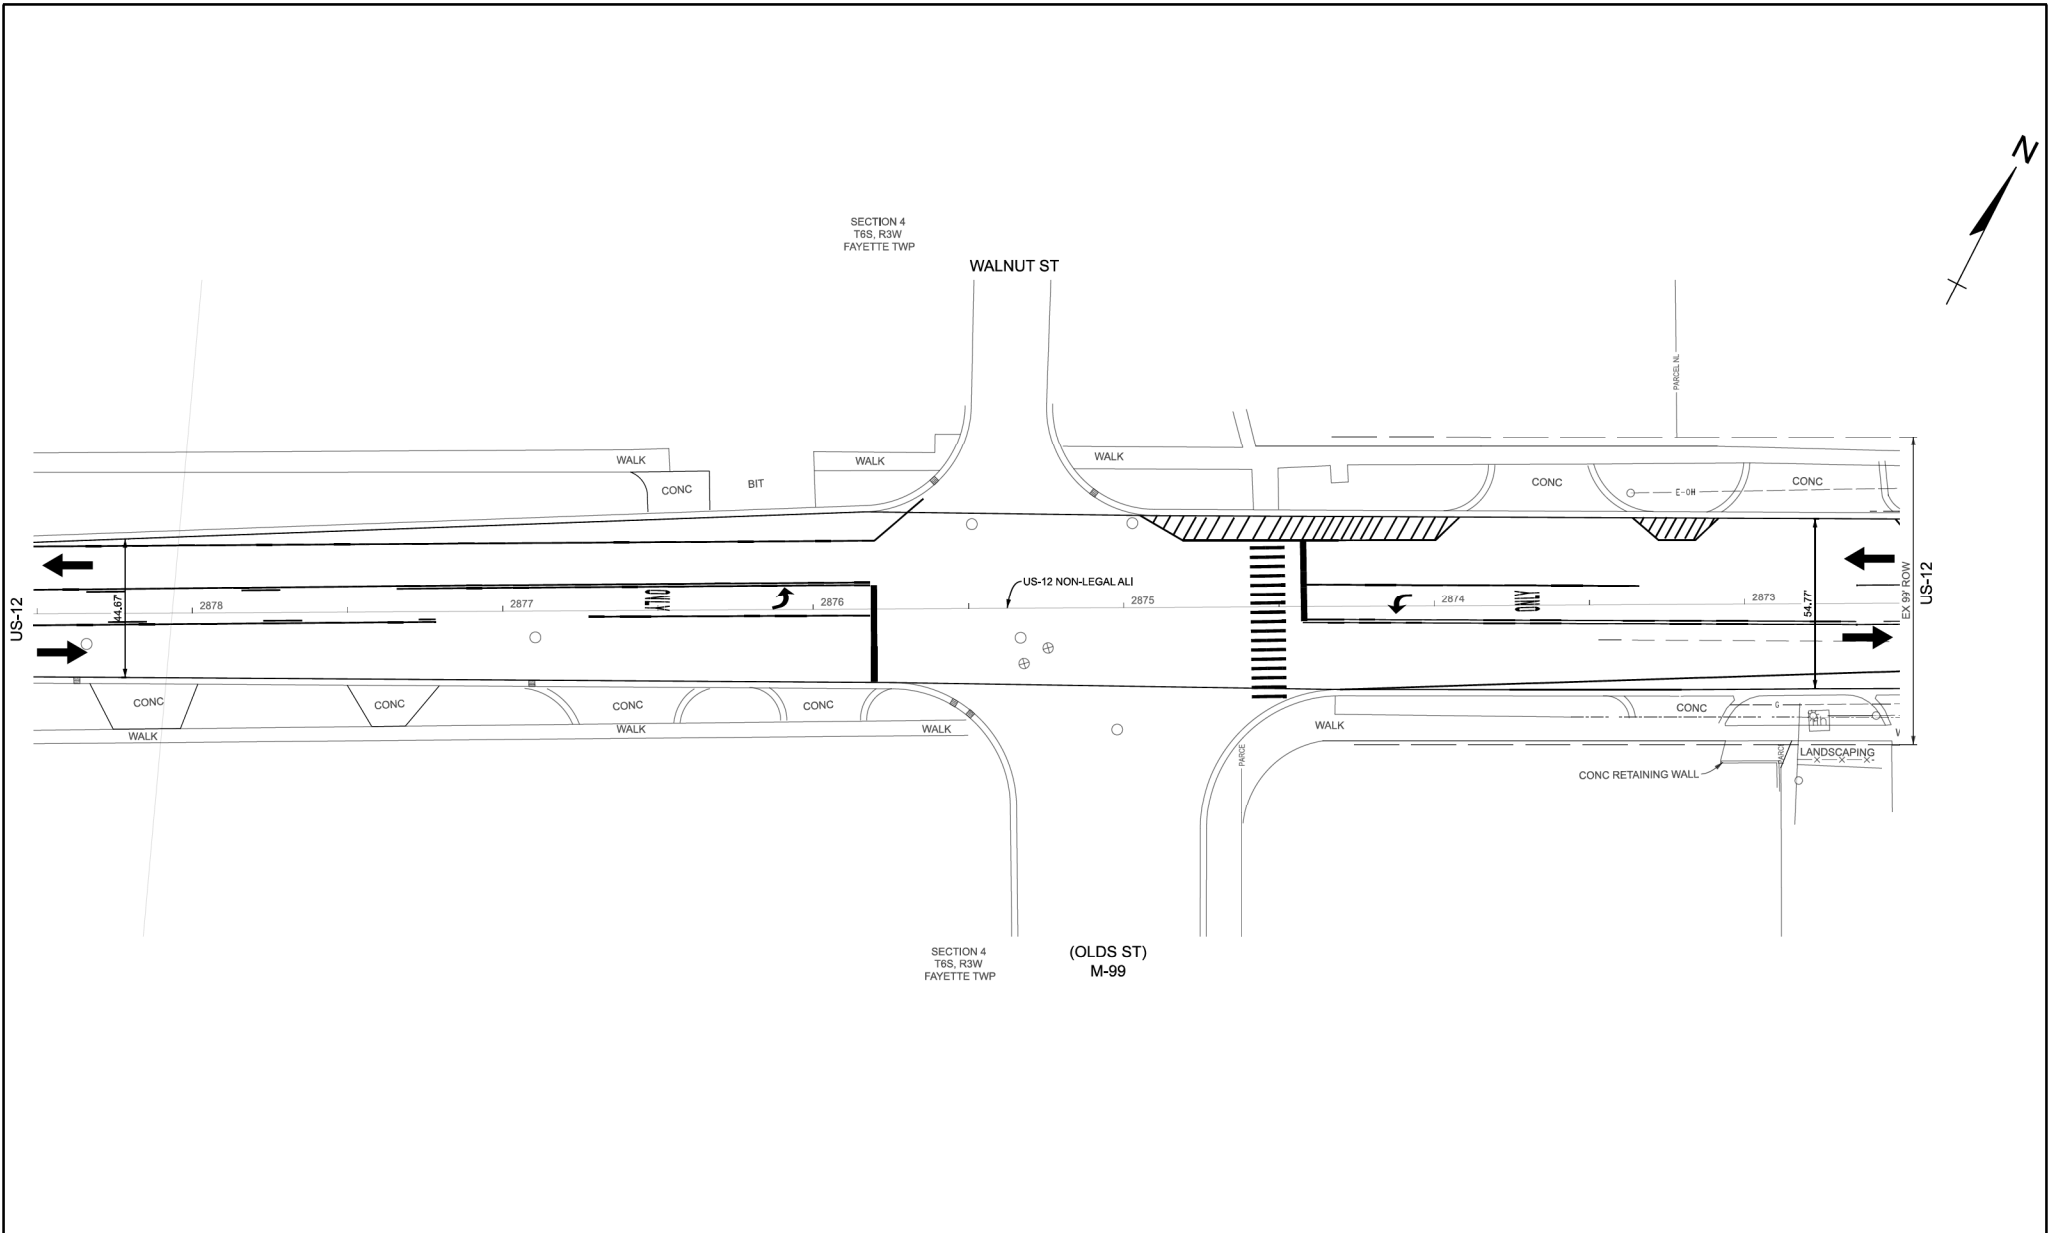 N
SECTION 4
T6S, R3W
FAYETTE TWP
WALNUT ST
PARCEL NL
WALK
WALK
WALK
CONC
BIT
CONC
CONC
E-OH
US-12
44.67'
2878
2877
ONLY
2876
US-12 NON-LEGAL ALI
2875
2874
ONLY
2873
54.77'
EX 99' ROW
US-12
CONC
CONC
CONC
CONC
CONC
G
WALK
WALK
WALK
WALK
W
PARCE
PARC
LANDSCAPING
CONC RETAINING WALL
SECTION 4
T6S, R3W
FAYETTE TWP
(OLDS ST)
M-99